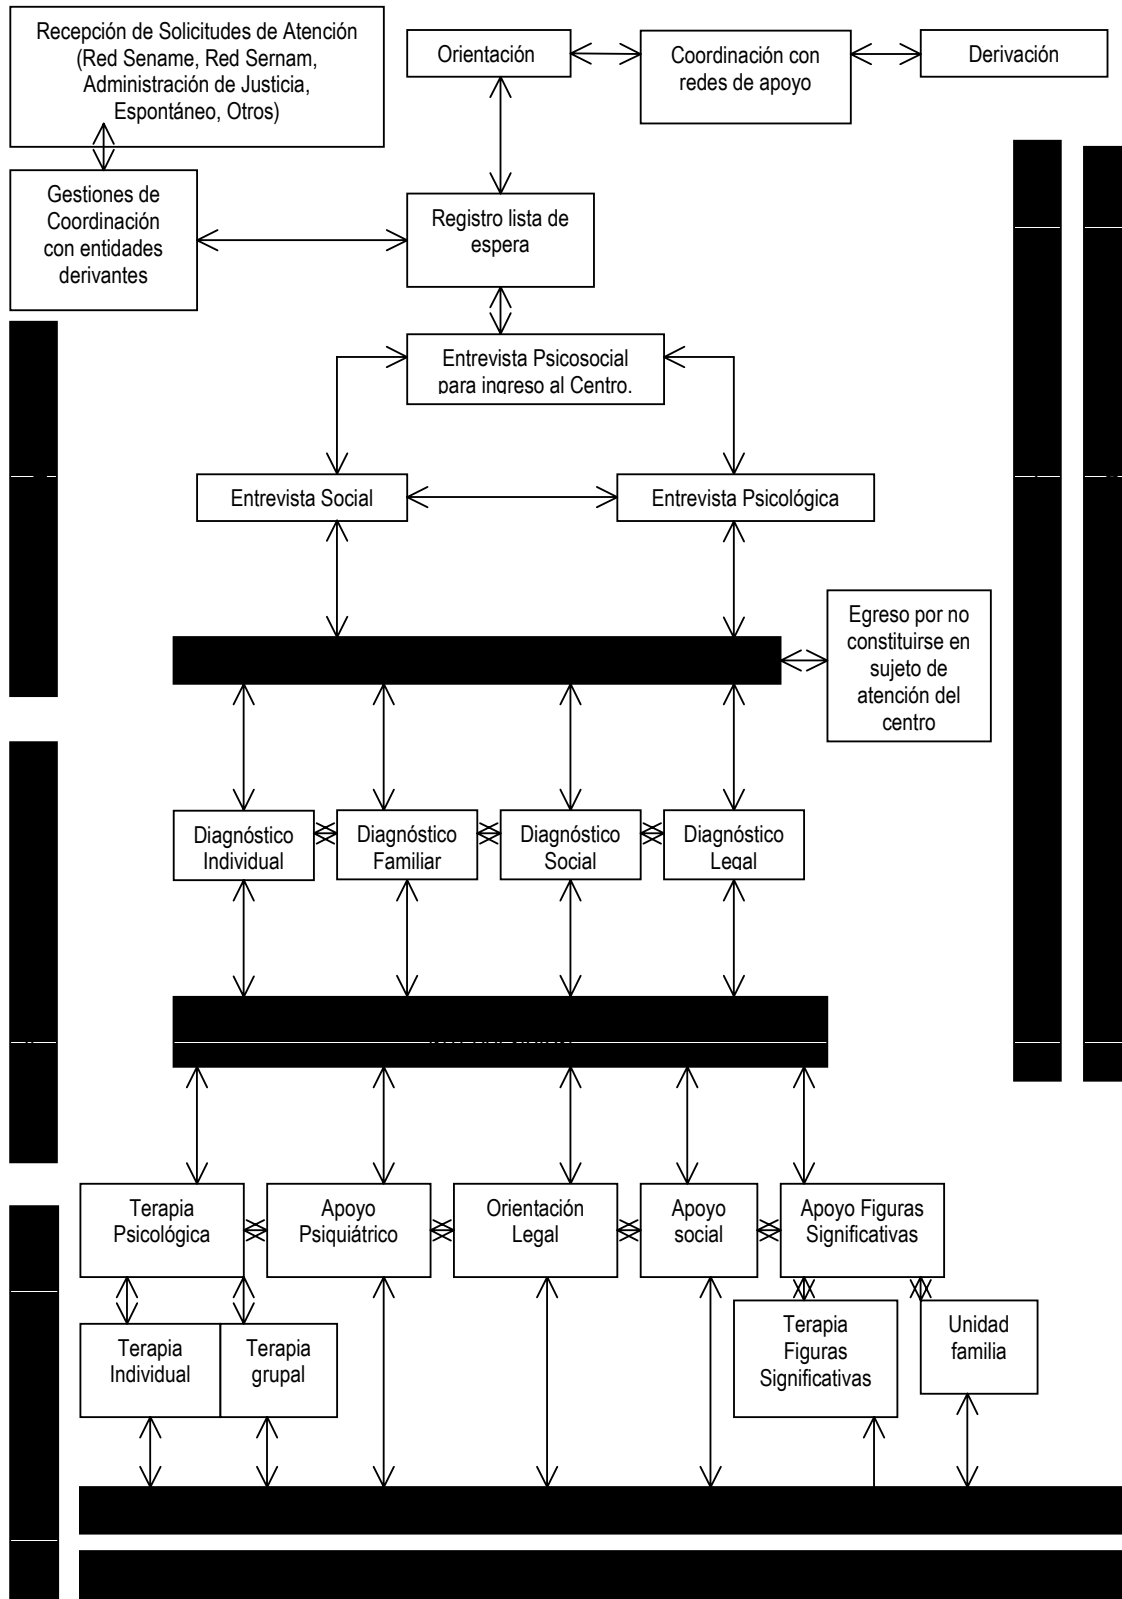 Recepción de Solicitudes de Atención
(Red Sename, Red Sernam,
Administración de Justicia,
Espontáneo, Otros)
Orientación
Coordinación con
redes de apoyo
Derivación
Gestiones de
Coordinación
con entidades
derivantes
Registro lista de
espera
Entrevista Psicosocial
para ingreso al Centro.
Entrevista Social
Entrevista Psicológica
Egreso por no
constituirse en
sujeto de
atención del
centro
Diagnóstico
Individual
Diagnóstico
Familiar
Diagnóstico
Social
Diagnóstico
Legal
Terapia
Psicológica
Apoyo
Psiquiátrico
Orientación
Legal
Apoyo
social
Apoyo Figuras
Significativas
Terapia
Individual
Terapia
grupal
Terapia
Figuras
Significativas
Unidad
familia